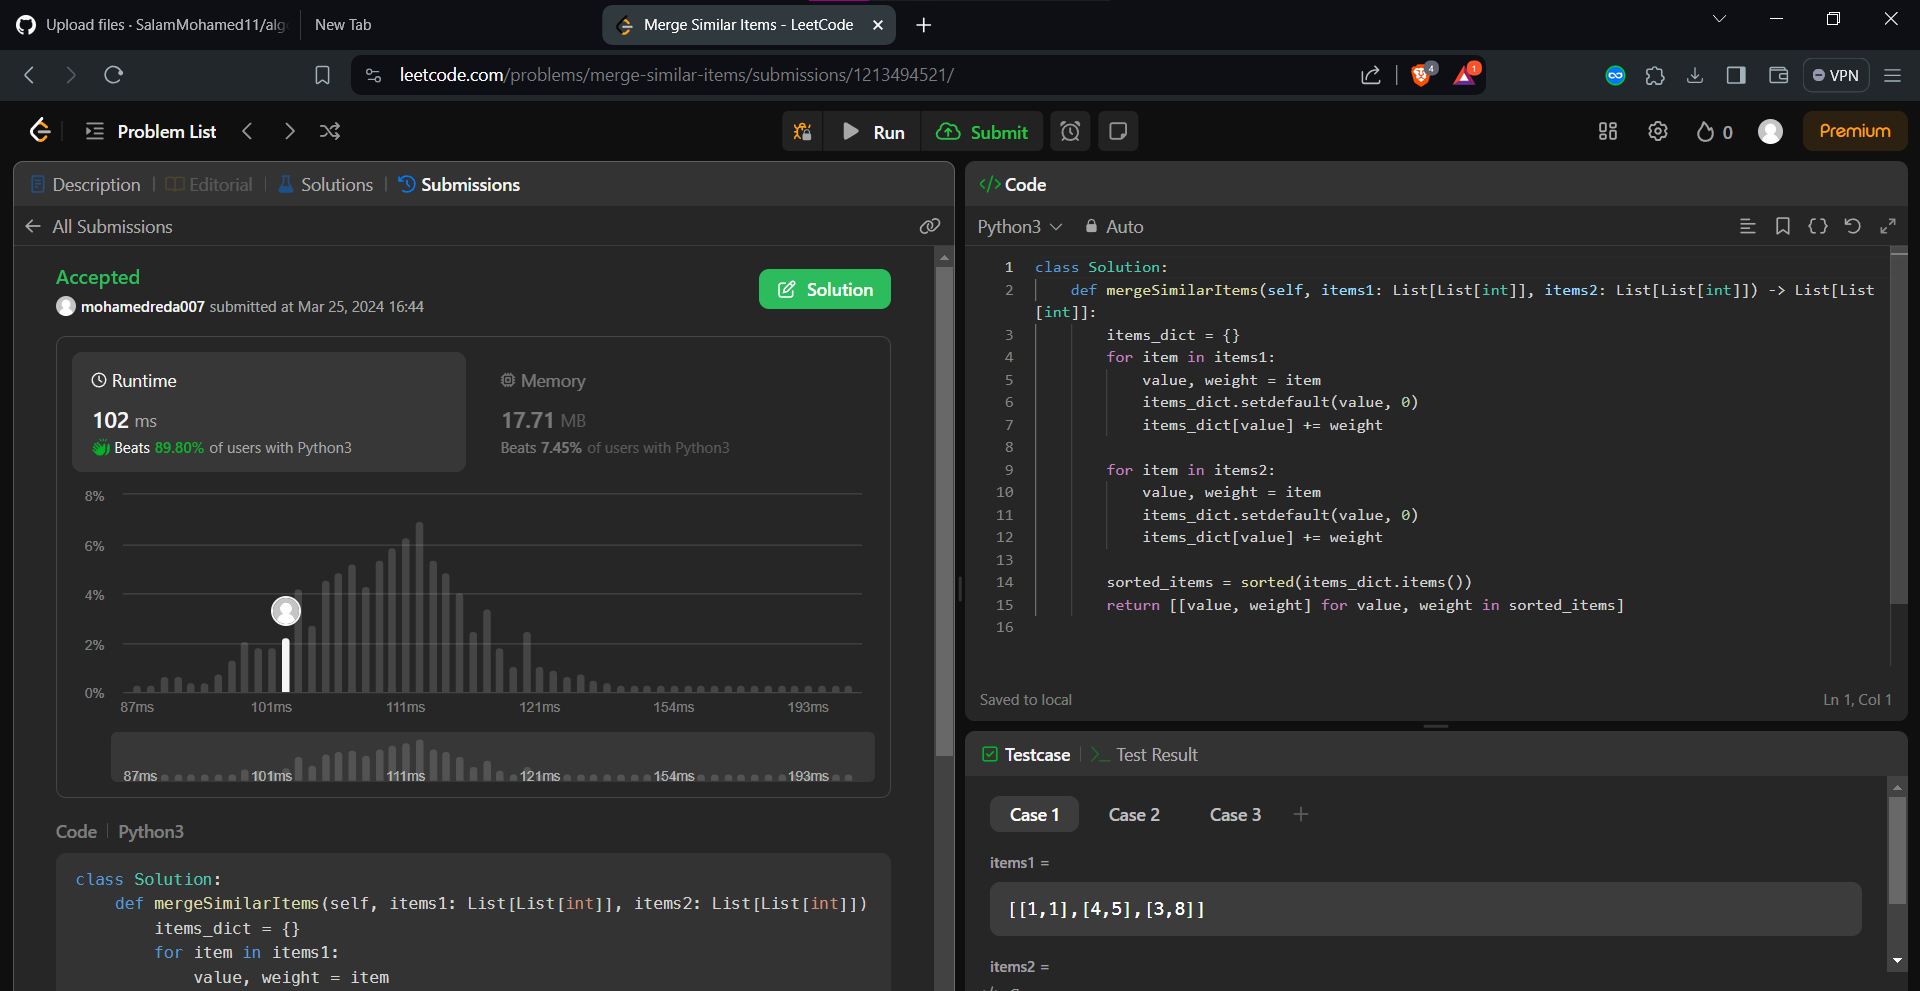 Upload files · SalamMohamed11/alg
New Tab
Merge Similar Items - LeetCode
leetcode.com/problems/merge-similar-items/submissions/1213494521/
4
1
VPN
Problem List
Run
Submit
0
Premium
Description
Editorial
Solutions
Submissions
All Submissions
Accepted
mohamedreda007 submitted at Mar 25, 2024 16:44
Solution
Runtime
102 ms
Beats 89.80% of users with Python3
Memory
17.71 MB
Beats 7.45% of users with Python3
8%
6%
4%
2%
0%
87ms 101ms 111ms 121ms 154ms 193ms
87ms 101ms 111ms 121ms 154ms 193ms
Code
Python3
class Solution:
def mergeSimilarItems(self, items1: List[List[int]], items2: List[List[int]])
items_dict = {}
for item in items1:
value, weight = item
</> Code
Python3
Auto
1 class Solution:
2 def mergeSimilarItems(self, items1: List[List[int]], items2: List[List[int]]) -> List[List
[int]]:
3 items_dict = {}
4 for item in items1:
5 value, weight = item
6 items_dict.setdefault(value, 0)
7 items_dict[value] += weight
8
9 for item in items2:
10 value, weight = item
11 items_dict.setdefault(value, 0)
12 items_dict[value] += weight
13
14 sorted_items = sorted(items_dict.items())
15 return [[value, weight] for value, weight in sorted_items]
16
Saved to local
Ln 1, Col 1
Testcase
Test Result
Case 1
Case 2
Case 3
items1 =
[[1,1],[4,5],[3,8]]
items2 =